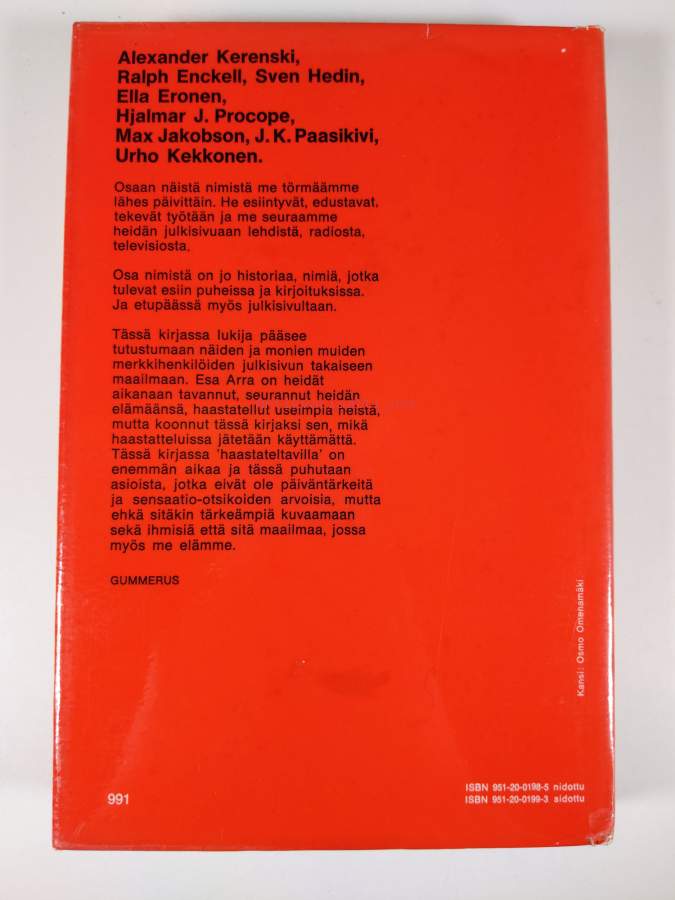 Alexander Kerenski,
Ralph Enckell, Sven Hedin,
Ella Eronen,
Hjalmar J. Procope,
Max Jakobson, J. K. Paasikivi,
Urho Kekkonen.
Osaan näistä nimistä me törmäämme
lähes päivittäin. He esiintyvät, edustavat,
tekevät työtään ja me seuraamme
heidän julkisivuaan lehdistä, radiosta,
televisiosta.
Osa nimistä on jo historiaa, nimiä, jotka
tulevat esiin puheissa ja kirjoituksissa.
Ja etupäässä myös julkisivultaan.
Tässä kirjassa lukija pääsee
tutustumaan näiden ja monien muiden
merkkihenkilöiden julkisivun takaiseen
maailmaan. Esa Arra on heidät
aikanaan tavannut, seurannut heidän
elämäänsä, haastatellut useimpia heistä,
mutta koonnut tässä kirjaksi sen, mikä
haastatteluissa jätetään käyttämättä.
Tässä kirjassa 'haastateltavilla' on
enemmän aikaa ja tässä puhutaan
asioista, jotka eivät ole päiväntärkeitä
ja sensaatio-otsikoiden arvoisia, mutta
ehkä sitäkin tärkeämpiä kuvaamaan
sekä ihmisiä että sitä maailmaa, jossa
myös me elämme.
GUMMERUS
Kansi: Osmo Omenamäki
991
ISBN 951-20-0198-5 nidottu
ISBN 951-20-0199-3 sidottu